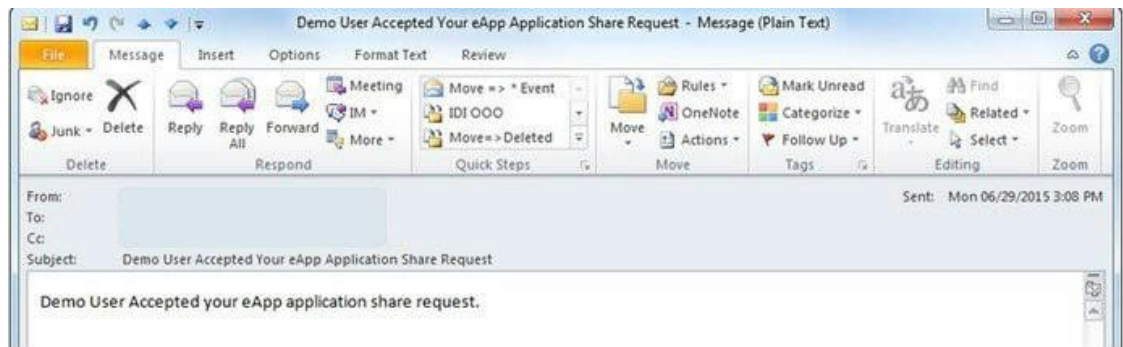 Demo User Accepted Your eApp Application Share Request - Message (Plain Text)
File Message Insert Options Format Text Review
Ignore
Junk
Delete
Delete
Reply
Reply All
Forward
Meeting
IM
More
Respond
Move => * Event
IDI OOO
Move=>Deleted
Quick Steps
Move
Rules
OneNote
Actions
Move
Mark Unread
Categorize
Follow Up
Tags
Translate
Find
Related
Select
Editing
Zoom
Zoom
From:
Sent: Mon 06/29/2015 3:08 PM
To:
Cc:
Subject: Demo User Accepted Your eApp Application Share Request
Demo User Accepted your eApp application share request.